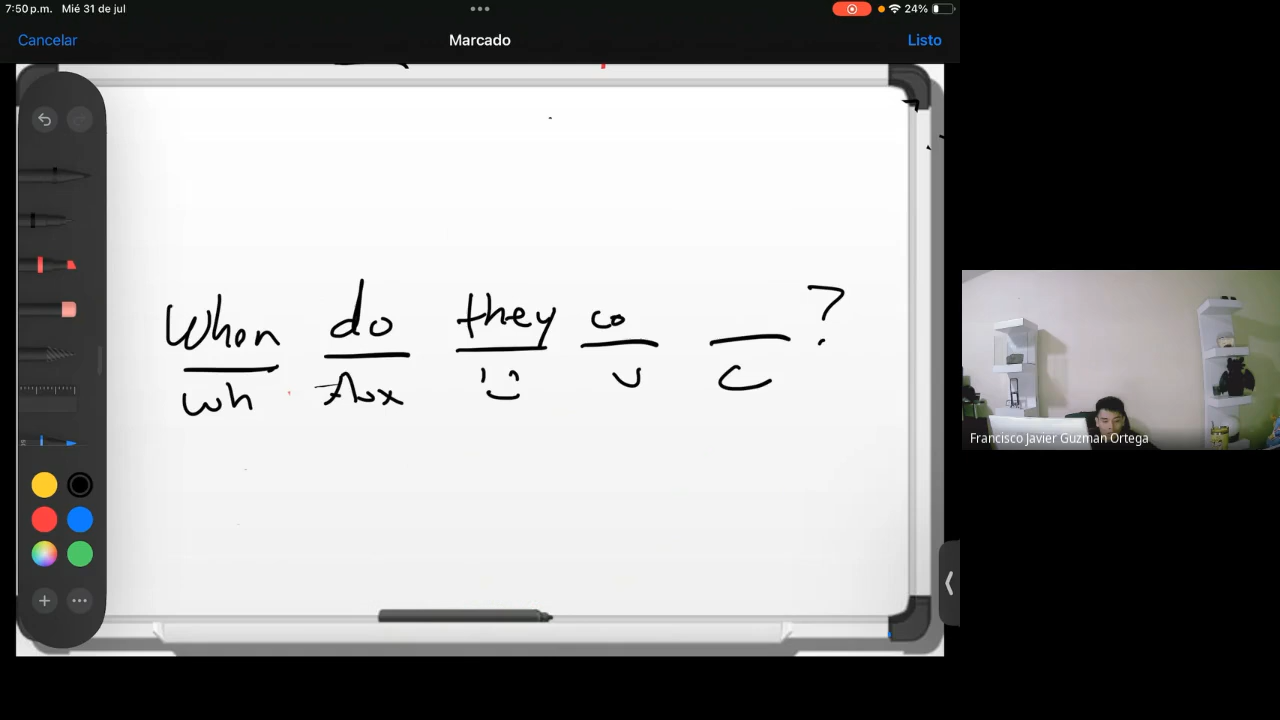 7:50 p.m. Mié 31 de jul
24%
Cancelar
Marcado
Listo
When do they co ?
wh Aux v C
Francisco Javier Guzman Ortega